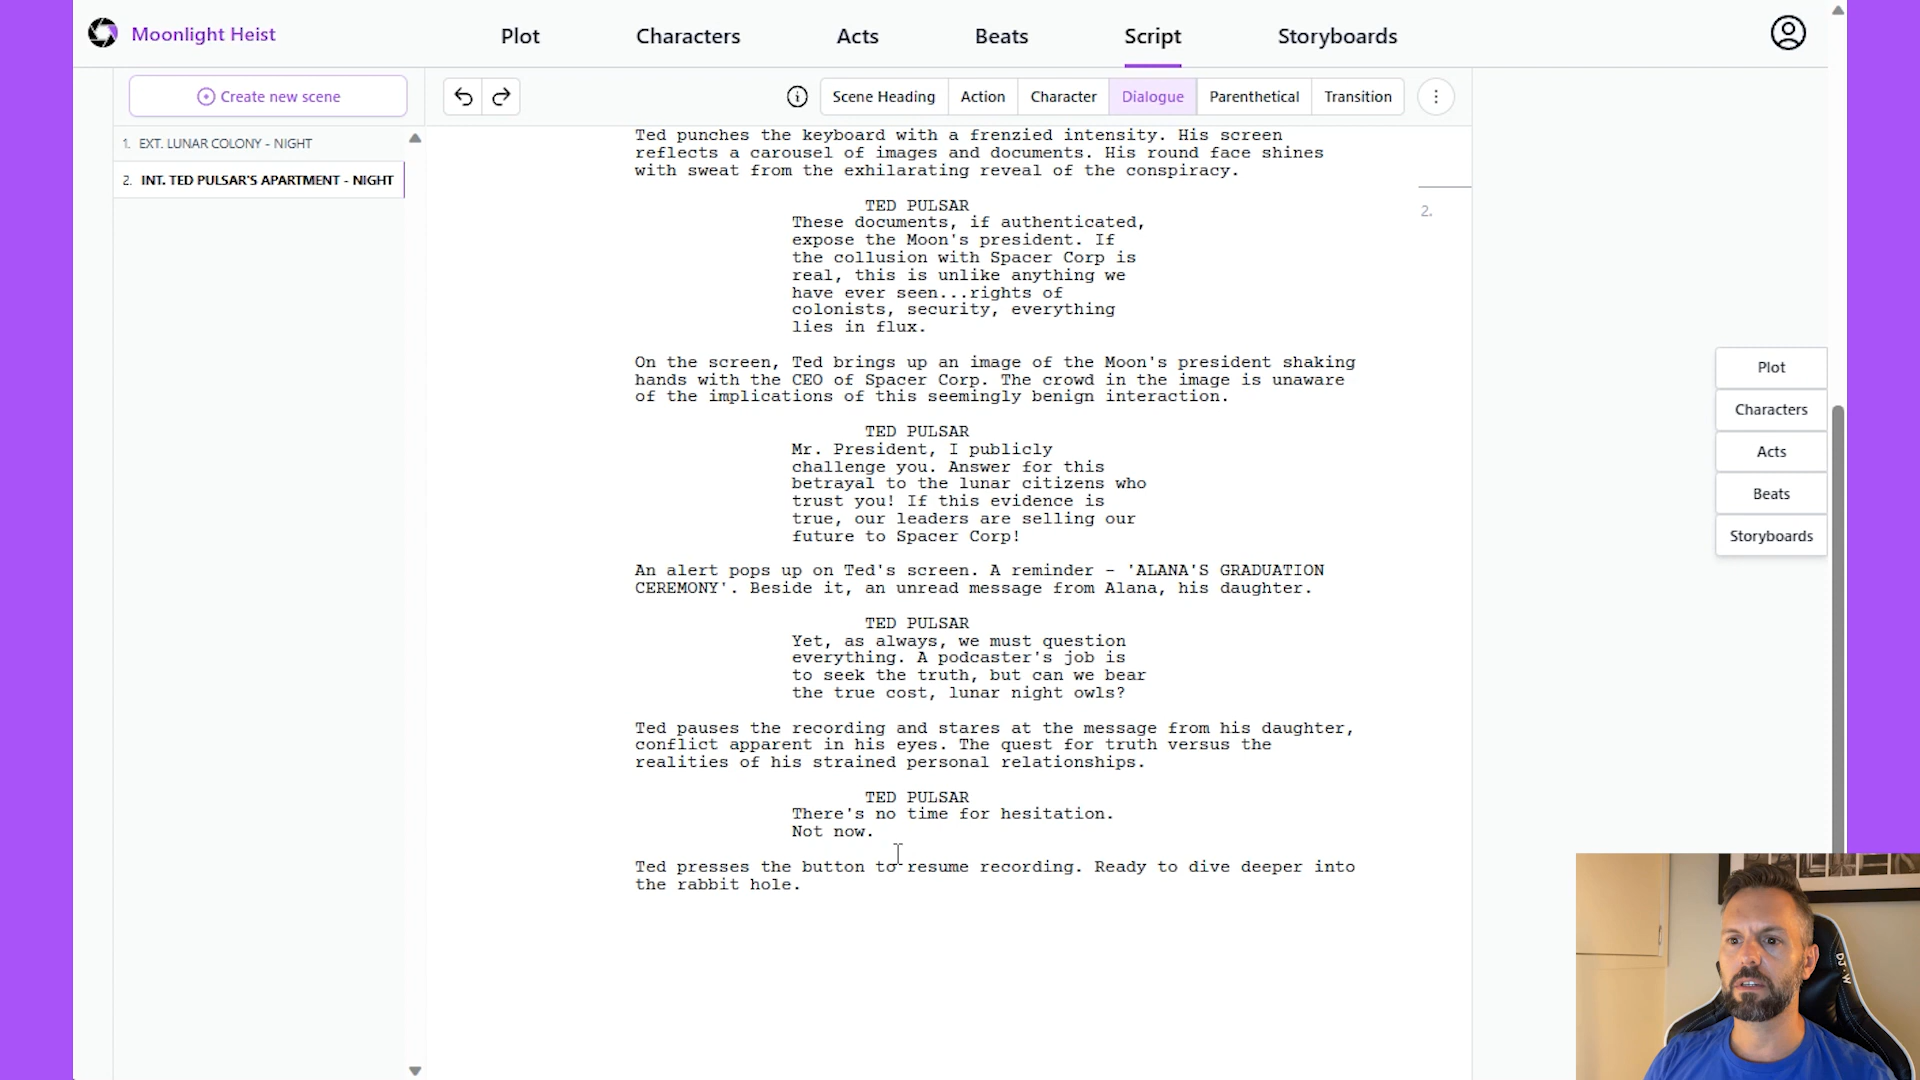 Moonlight Heist
Plot
Characters
Acts
Beats
Script
Storyboards
Create new scene
Scene Heading
Action
Character
Dialogue
Parenthetical
Transition
1. EXT. LUNAR COLONY - NIGHT
2. INT. TED PULSAR'S APARTMENT - NIGHT
Ted punches the keyboard with a frenzied intensity. His screen
reflects a carousel of images and documents. His round face shines
with sweat from the exhilarating reveal of the conspiracy.
2.
TED PULSAR
These documents, if authenticated,
expose the Moon's president. If
the collusion with Spacer Corp is
real, this is unlike anything we
have ever seen...rights of
colonists, security, everything
lies in flux.
On the screen, Ted brings up an image of the Moon's president shaking
hands with the CEO of Spacer Corp. The crowd in the image is unaware
of the implications of this seemingly benign interaction.
TED PULSAR
Mr. President, I publicly
challenge you. Answer for this
betrayal to the lunar citizens who
trust you! If this evidence is
true, our leaders are selling our
future to Spacer Corp!
An alert pops up on Ted's screen. A reminder - 'ALANA'S GRADUATION
CEREMONY'. Beside it, an unread message from Alana, his daughter.
TED PULSAR
Yet, as always, we must question
everything. A podcaster's job is
to seek the truth, but can we bear
the true cost, lunar night owls?
Ted pauses the recording and stares at the message from his daughter,
conflict apparent in his eyes. The quest for truth versus the
realities of his strained personal relationships.
TED PULSAR
There's no time for hesitation.
Not now.
Ted presses the button to resume recording. Ready to dive deeper into
the rabbit hole.
Plot
Characters
Acts
Beats
Storyboards